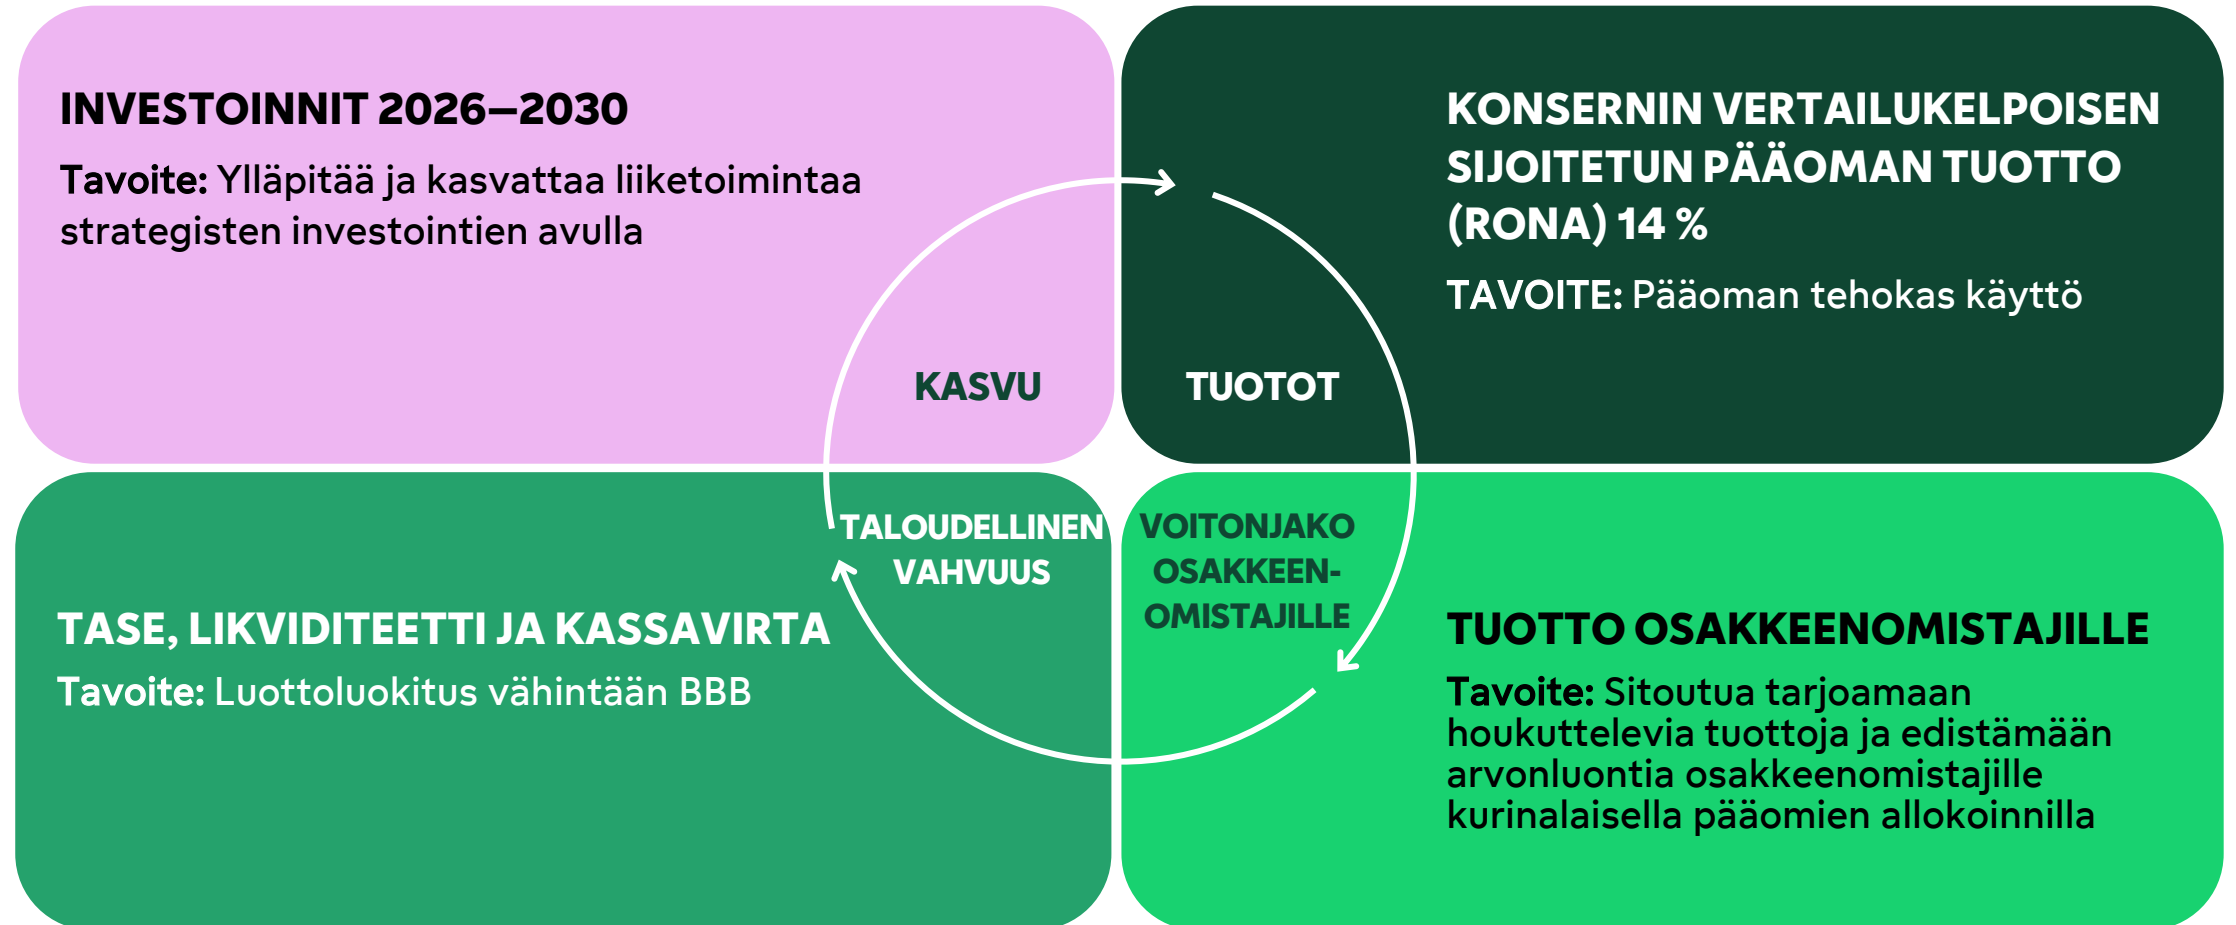 INVESTOINNIT 2026–2030
Tavoite: Ylläpitää ja kasvattaa liiketoimintaa
strategisten investointien avulla
KASVU
KONSERNIN VERTAILUKELPOISEN
SIJOITETUN PÄÄOMAN TUOTTO
(RONA) 14 %
TAVOITE: Pääoman tehokas käyttö
TUOTOT
TALOUDELLINEN
VAHVUUS
TASE, LIKVIDITEETTI JA KASSAVIRTA
Tavoite: Luottoluokitus vähintään BBB
VOITONJAKO
OSAKKEEN-
OMISTAJILLE
TUOTTO OSAKKEENOMISTAJILLE
Tavoite: Sitoutua tarjoamaan
houkuttelevia tuottoja ja edistämään
arvonluontia osakkeenomistajille
kurinalaisella pääomien allokoinnilla